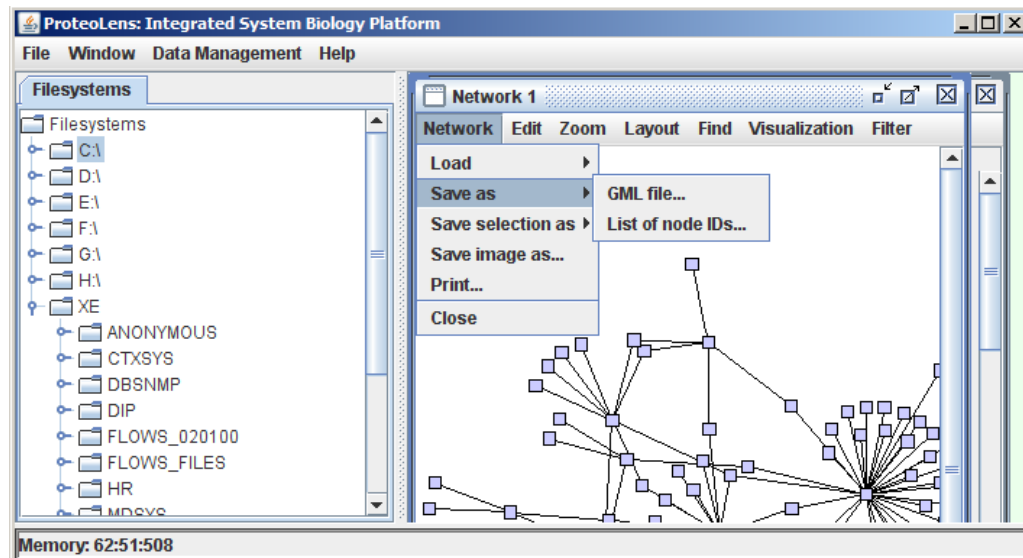 ProteoLens: Integrated System Biology Platform
File Window Data Management Help
Filesystems
Filesystems
C:\
D:\
E:\
F:\
G:\
H:\
XE
ANONYMOUS
CTXSYS
DBSNMP
DIP
FLOWS_020100
FLOWS_FILES
HR
MDSYS
Network 1
Network Edit Zoom Layout Find Visualization Filter
Load
Save as
Save selection as
Save image as...
Print...
Close
GML file...
List of node IDs...
Memory: 62:51:508